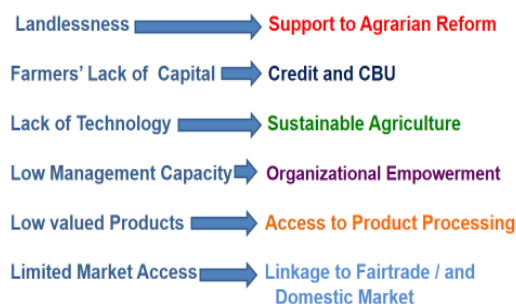 Landlessness Support to Agrarian Reform
Farmers' Lack of Capital Credit and CBU
Lack of Technology Sustainable Agriculture
Low Management Capacity Organizational Empowerment
Low valued Products Access to Product Processing
Limited Market Access Linkage to Fairtrade / and
Domestic Market